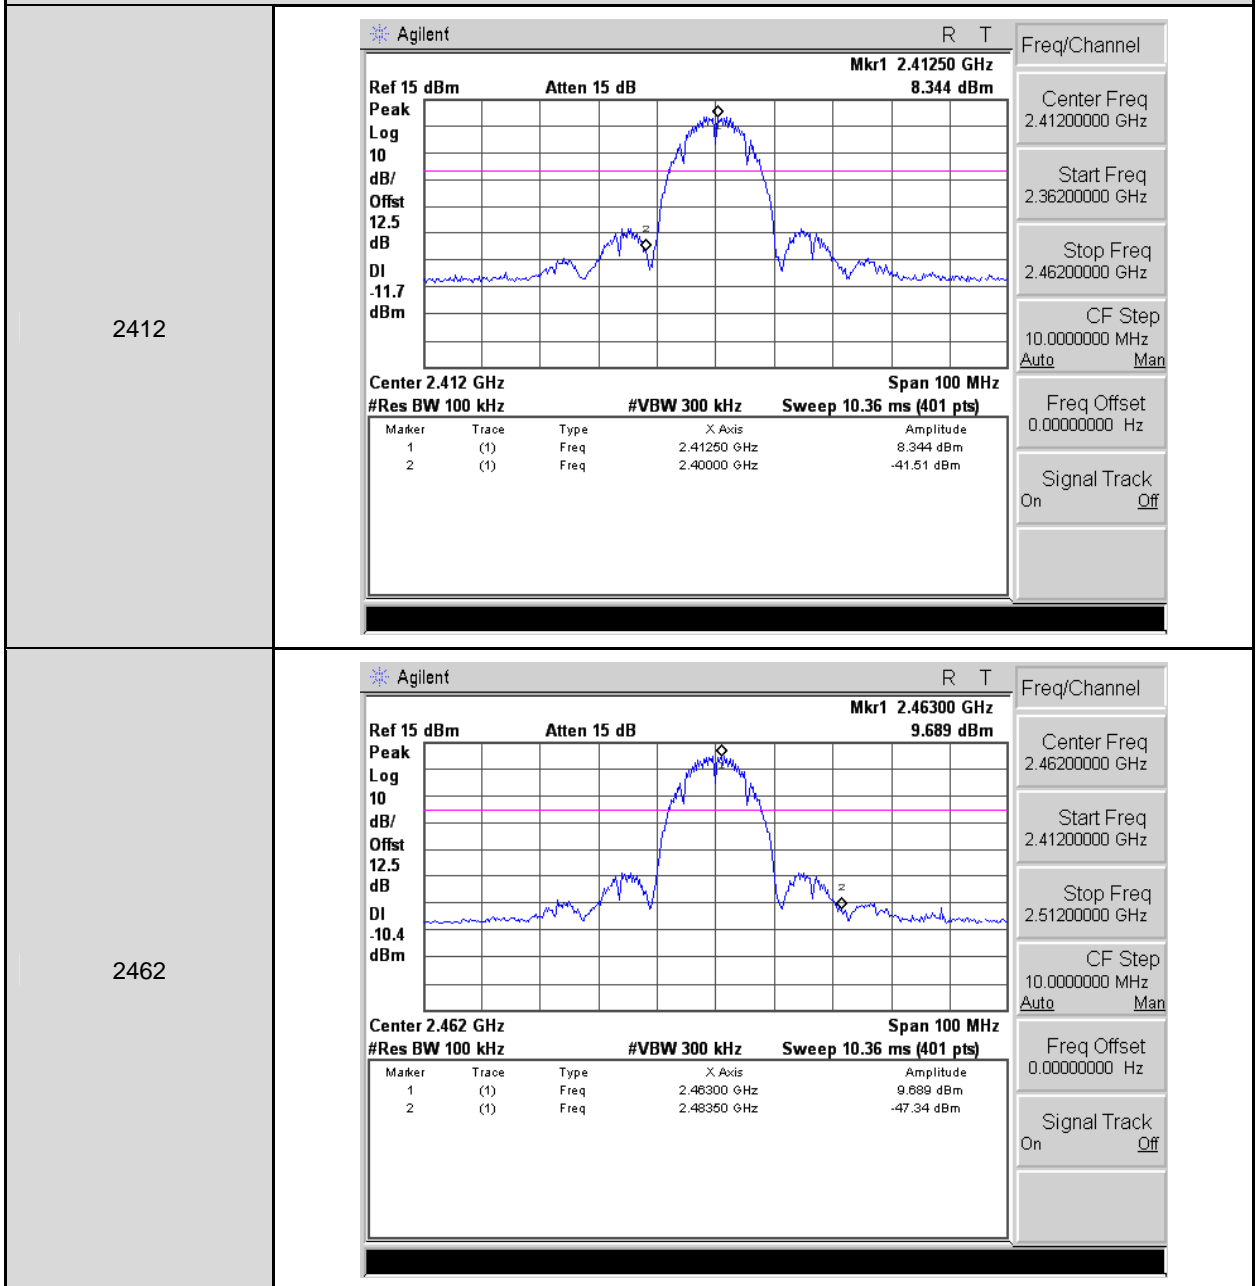 2412
Agilent R T
Mkr1 2.41250 GHz
Ref 15 dBm Atten 15 dB 8.344 dBm
Peak
Log
10
dB/
Offst
12.5
dB
DI
-11.7
dBm
1
2
Center 2.412 GHz Span 100 MHz
#Res BW 100 kHz #VBW 300 kHz Sweep 10.36 ms (401 pts)
Marker Trace Type X Axis Amplitude
1 (1) Freq 2.41250 GHz 8.344 dBm
2 (1) Freq 2.40000 GHz -41.51 dBm
Freq/Channel
Center Freq
2.41200000 GHz
Start Freq
2.36200000 GHz
Stop Freq
2.46200000 GHz
CF Step
10.0000000 MHz
Auto Man
Freq Offset
0.00000000 Hz
Signal Track
On Off
2462
Agilent R T
Mkr1 2.46300 GHz
Ref 15 dBm Atten 15 dB 9.689 dBm
Peak
Log
10
dB/
Offst
12.5
dB
DI
-10.4
dBm
1
2
Center 2.462 GHz Span 100 MHz
#Res BW 100 kHz #VBW 300 kHz Sweep 10.36 ms (401 pts)
Marker Trace Type X Axis Amplitude
1 (1) Freq 2.46300 GHz 9.689 dBm
2 (1) Freq 2.48350 GHz -47.34 dBm
Freq/Channel
Center Freq
2.46200000 GHz
Start Freq
2.41200000 GHz
Stop Freq
2.51200000 GHz
CF Step
10.0000000 MHz
Auto Man
Freq Offset
0.00000000 Hz
Signal Track
On Off